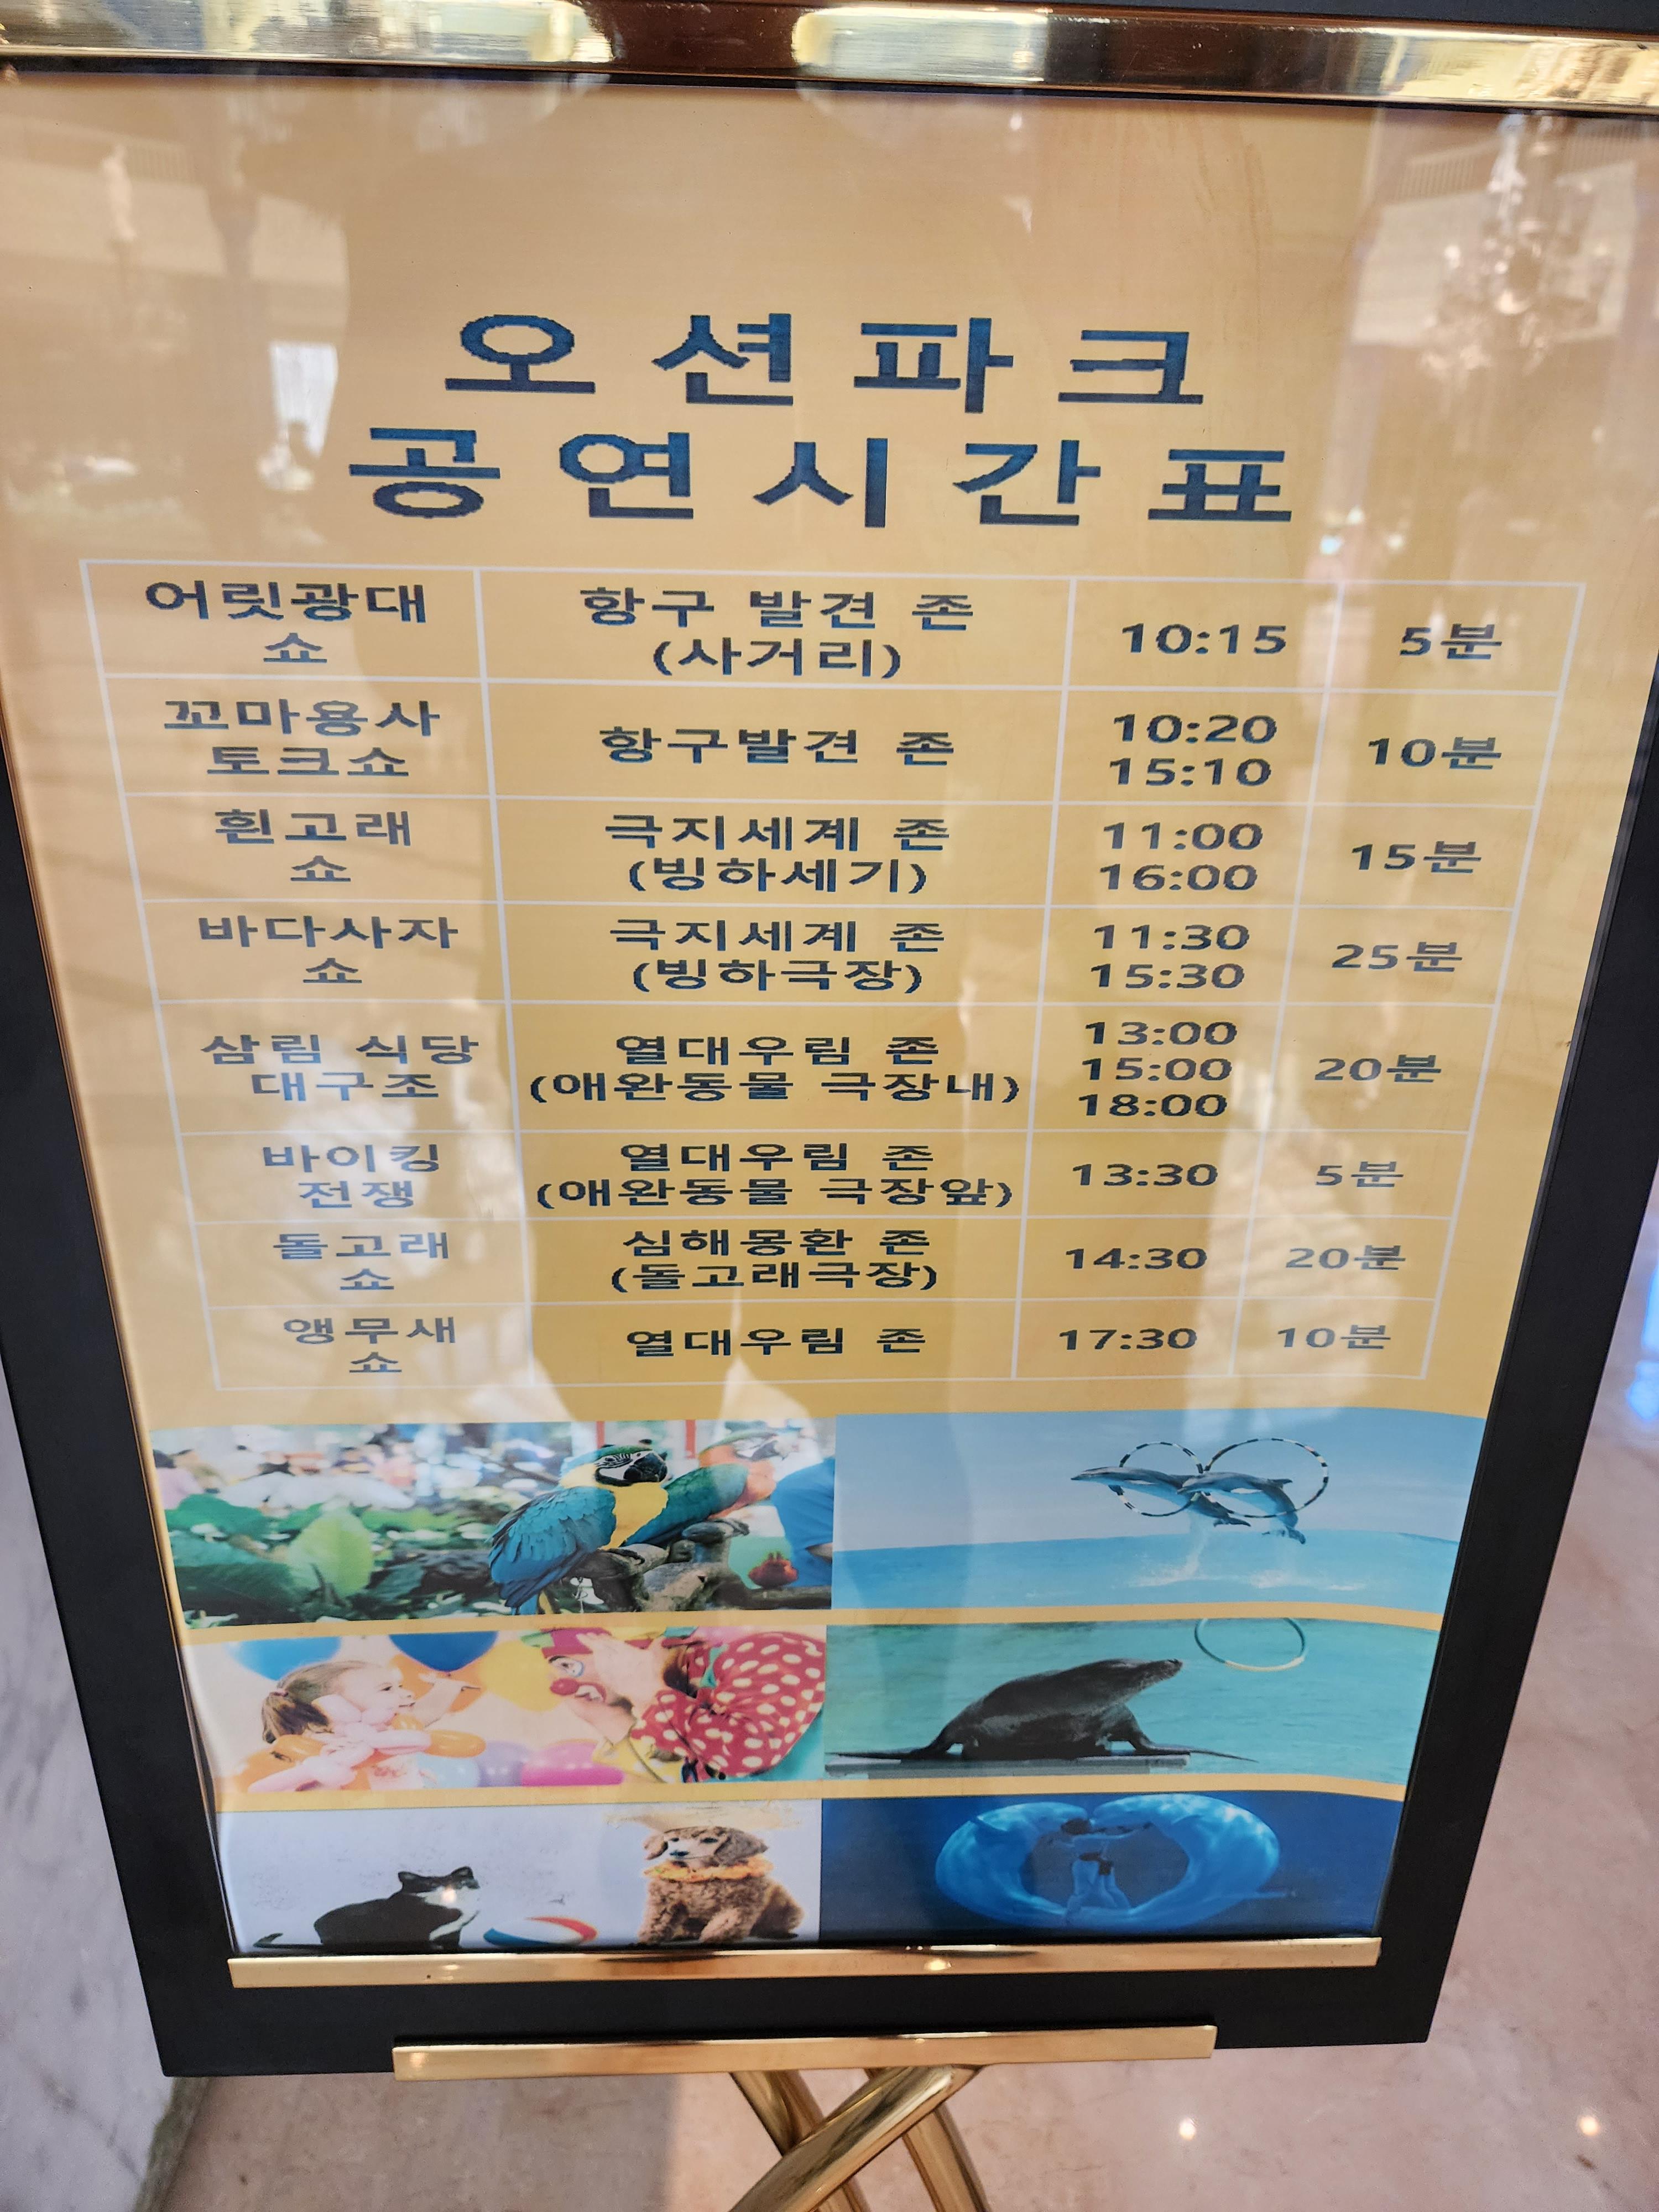 오션파크
공연시간표
어릿광대
쇼
항구 발견 존
(사거리)
10:15
5분
꼬마용사
토크쇼
항구발견 존
10:20
15:10
10분
흰고래
쇼
극지세계 존
(빙하세기)
11:00
16:00
15분
바다사자
쇼
극지세계 존
(빙하극장)
11:30
15:30
25분
삼림 식당
대구조
열대우림 존
(애완동물 극장내)
13:00
15:00
18:00
20분
바이킹
전쟁
열대우림 존
(애완동물 극장앞)
13:30
5분
돌고래
쇼
심해몽환 존
(돌고래극장)
14:30
20분
앵무새
쇼
열대우림 존
17:30
10분